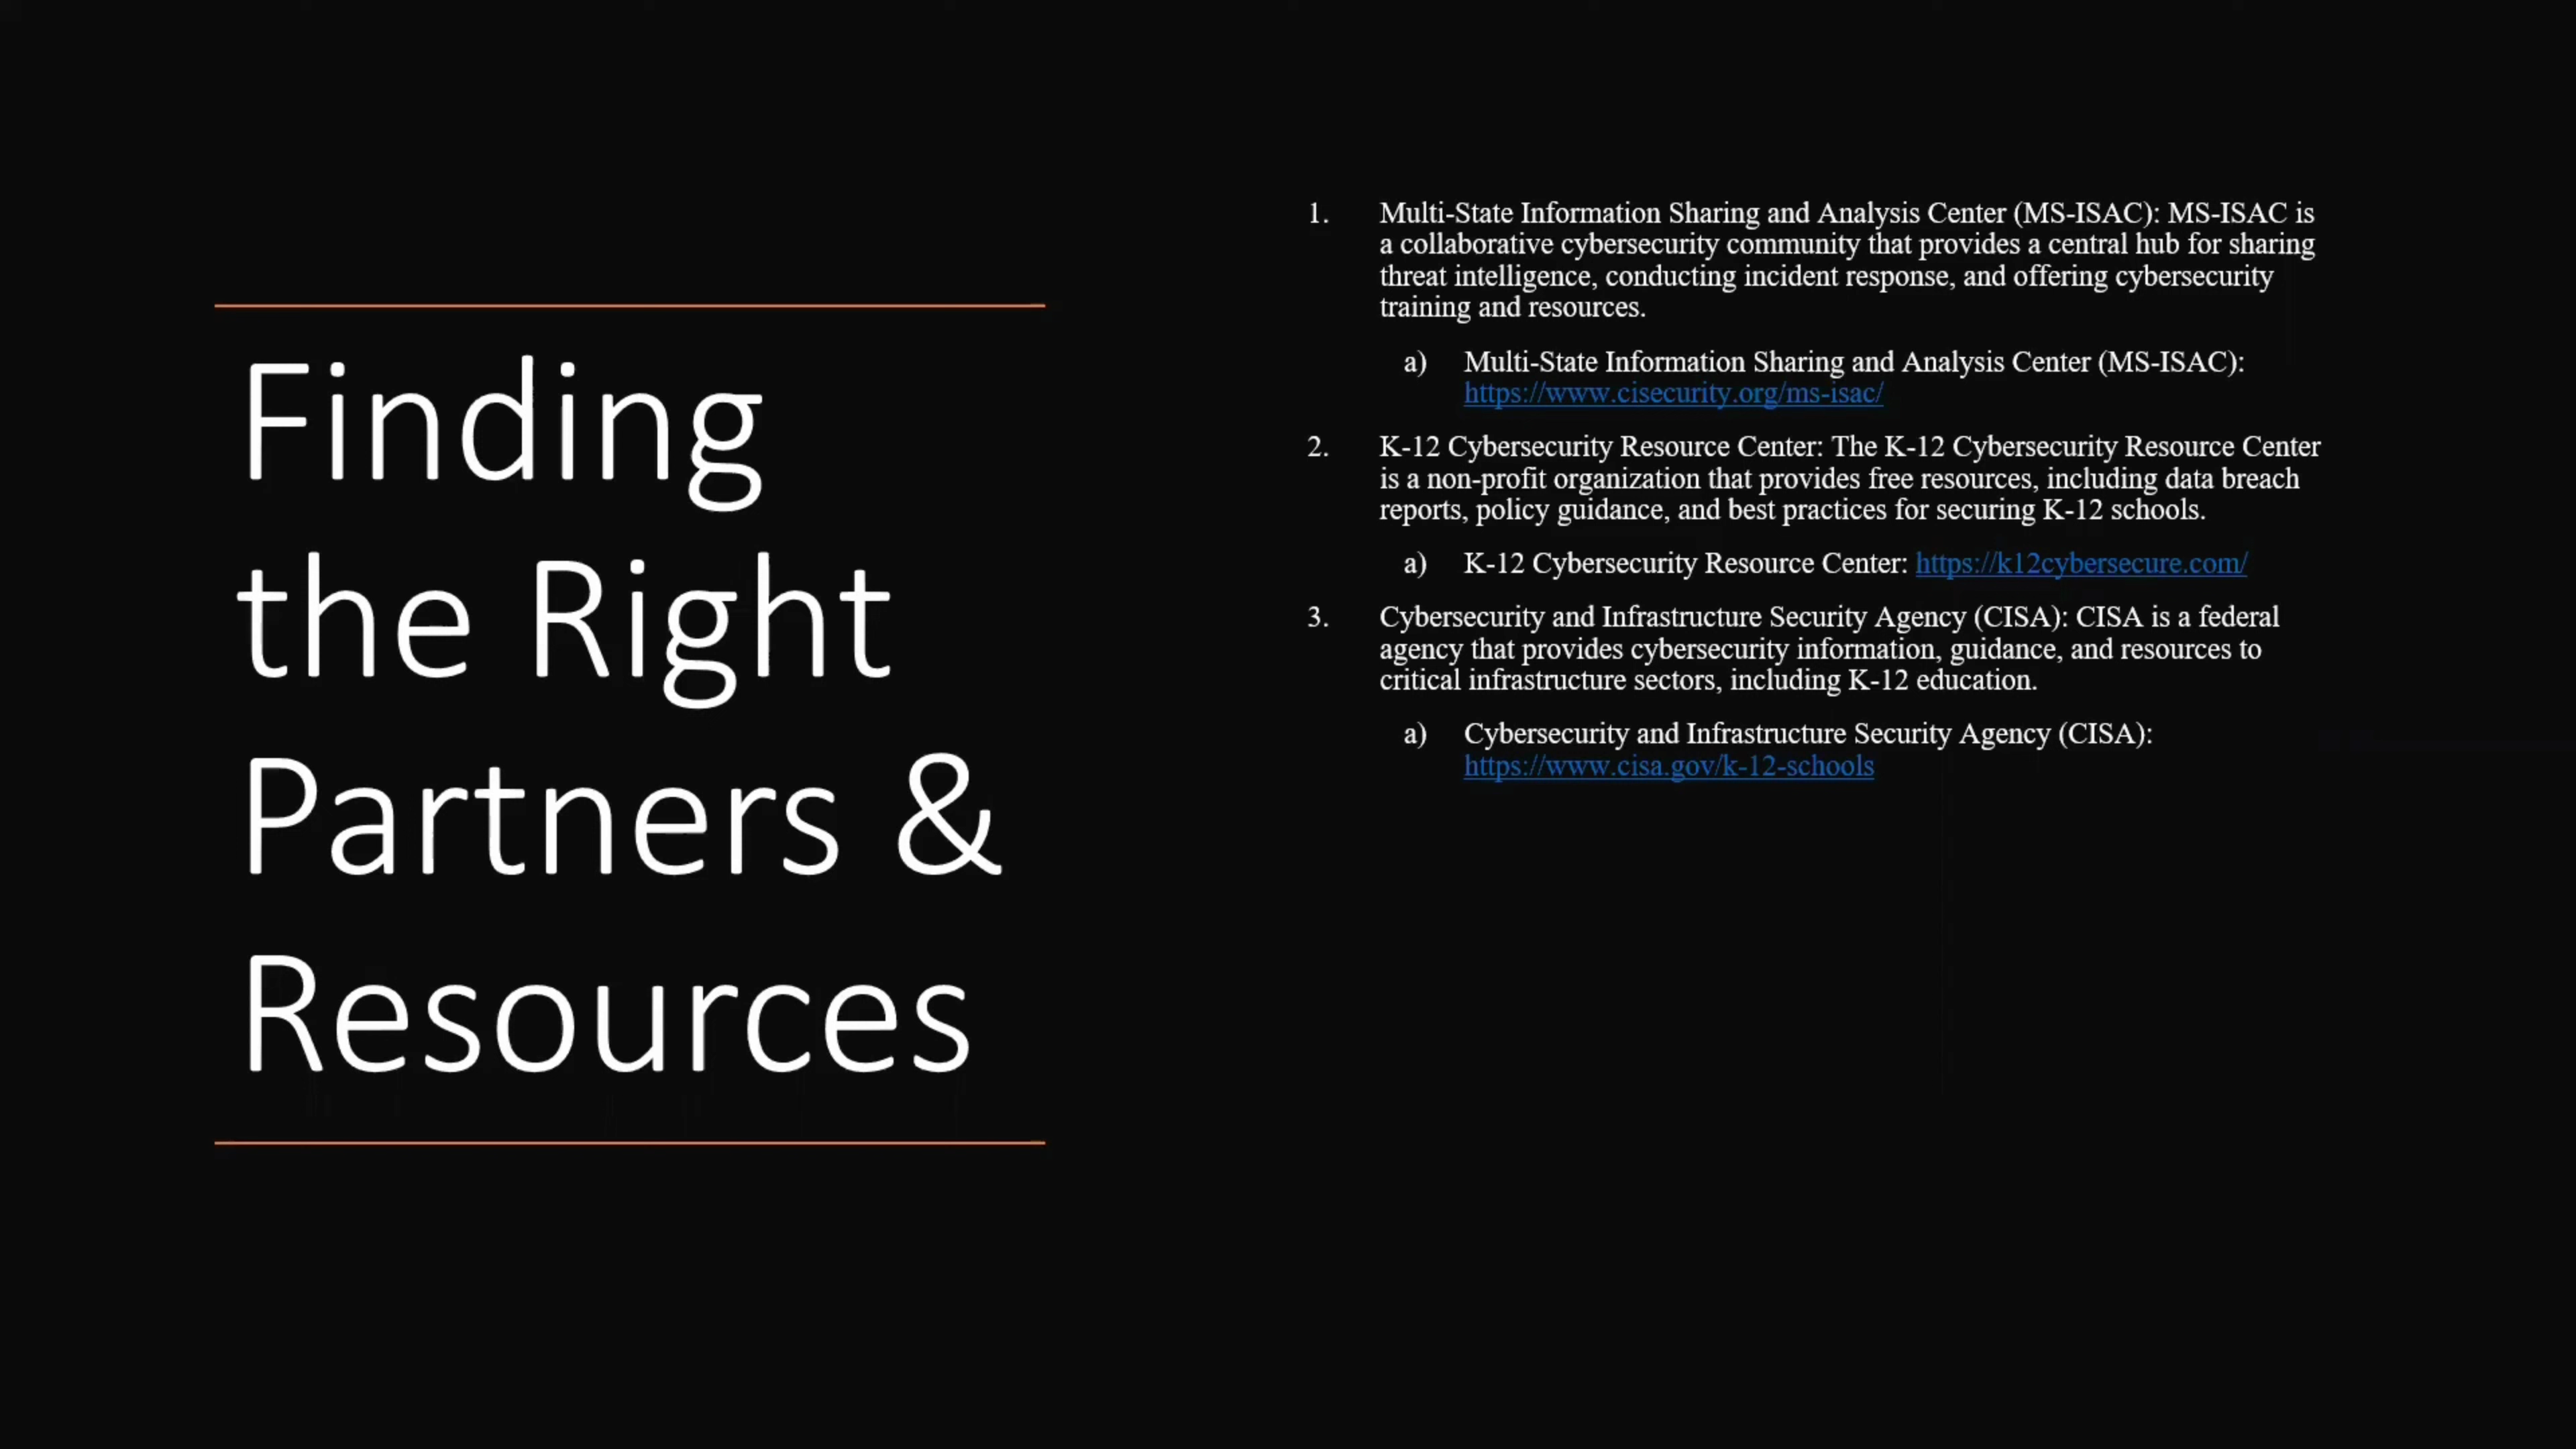 Finding
the Right
Partners &
Resources
1. Multi-State Information Sharing and Analysis Center (MS-ISAC): MS-ISAC is
a collaborative cybersecurity community that provides a central hub for sharing
threat intelligence, conducting incident response, and offering cybersecurity
training and resources.
a) Multi-State Information Sharing and Analysis Center (MS-ISAC):
https://www.cisecurity.org/ms-isac/
2. K-12 Cybersecurity Resource Center: The K-12 Cybersecurity Resource Center
is a non-profit organization that provides free resources, including data breach
reports, policy guidance, and best practices for securing K-12 schools.
a) K-12 Cybersecurity Resource Center: https://k12cybersecure.com/
3. Cybersecurity and Infrastructure Security Agency (CISA): CISA is a federal
agency that provides cybersecurity information, guidance, and resources to
critical infrastructure sectors, including K-12 education.
a) Cybersecurity and Infrastructure Security Agency (CISA):
https://www.cisa.gov/k-12-schools